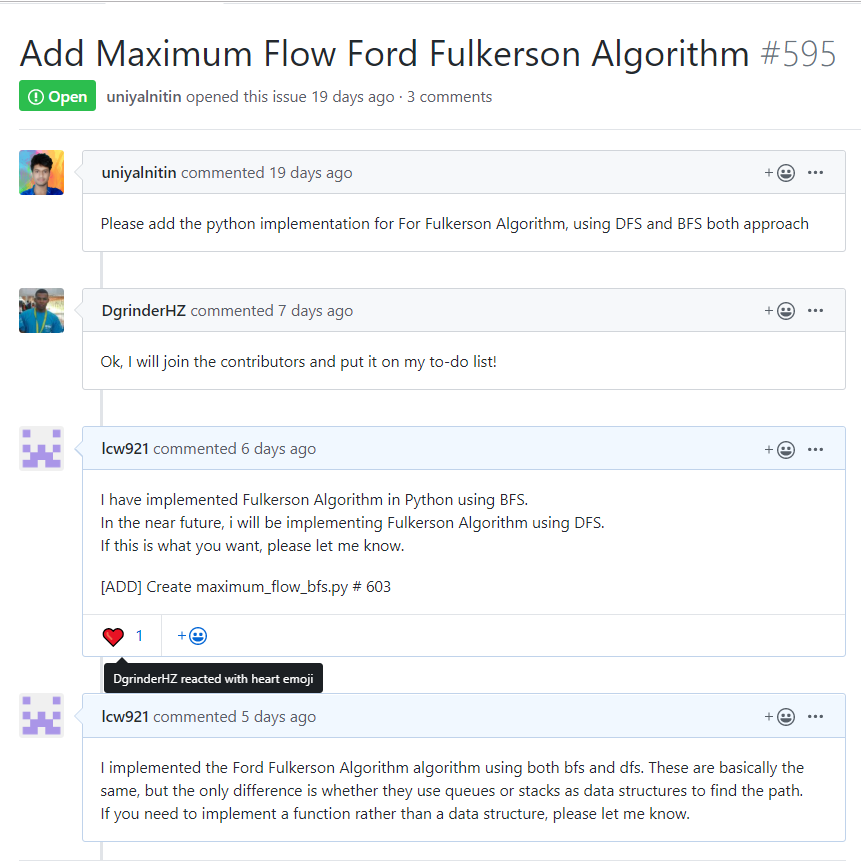 Add Maximum Flow Ford Fulkerson Algorithm #595
Open uniyalnitin opened this issue 19 days ago · 3 comments
uniyalnitin commented 19 days ago
Please add the python implementation for For Fulkerson Algorithm, using DFS and BFS both approach
DgrinderHZ commented 7 days ago
Ok, I will join the contributors and put it on my to-do list!
lcw921 commented 6 days ago
I have implemented Fulkerson Algorithm in Python using BFS.
In the near future, i will be implementing Fulkerson Algorithm using DFS.
If this is what you want, please let me know.
[ADD] Create maximum_flow_bfs.py # 603
1
DgrinderHZ reacted with heart emoji
lcw921 commented 5 days ago
I implemented the Ford Fulkerson Algorithm algorithm using both bfs and dfs. These are basically the
same, but the only difference is whether they use queues or stacks as data structures to find the path.
If you need to implement a function rather than a data structure, please let me know.